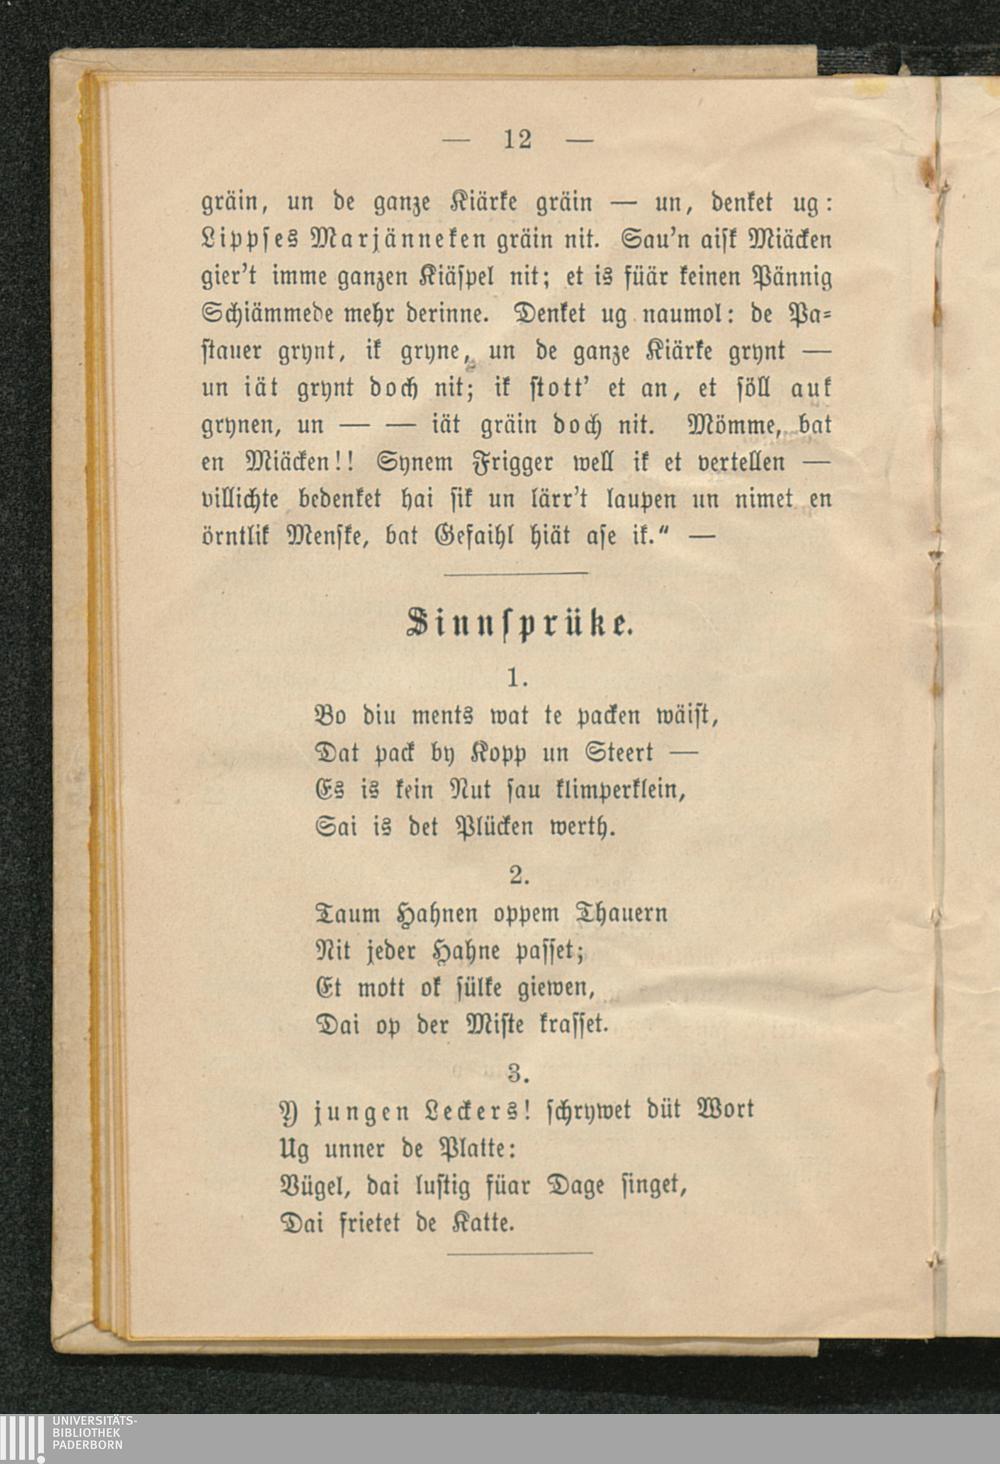 — 12 —
gräin, un de ganze Kiärke gräin — un, denket ug:
Lippses Marjänneken gräin nit. Sau'n aisk Miäcken
gier't imme ganzen Kiäspel nit; et is füär keinen Pännig
Schiämmede mehr derinne. Denket ug naumol: de Pa-
stauer grynt, ik gryne, un de ganze Kiärke grynt —
un iät grynt doch nit; ik stott' et an, et söll auk
grynen, un — — iät gräin doch nit. Mömme, bat
en Miäcken!! Synem Frigger well ik et vertellen —
villichte bedenket hai sik un lärr't laupen un nimet en
örntlik Menske, bat Gefaihl hiät ase ik.“ —
Sinnsprüke.
1.
Bo diu ments wat te packen wäist,
Dat pack by Kopp un Steert —
Es is kein Nut sau klimperklein,
Sai is det Plücken werth.
2.
Taum Hahnen oppem Thauern
Nit jeder Hahne passet;
Et mott ok sülke giewen,
Dai op der Miste krasset.
3.
Y jungen Leckers! schrywet düt Wort
Ug unner de Platte:
Vügel, dai lustig füar Dage singet,
Dai frietet de Katte.
UNIVERSITÄTS-
BIBLIOTHEK
PADERBORN